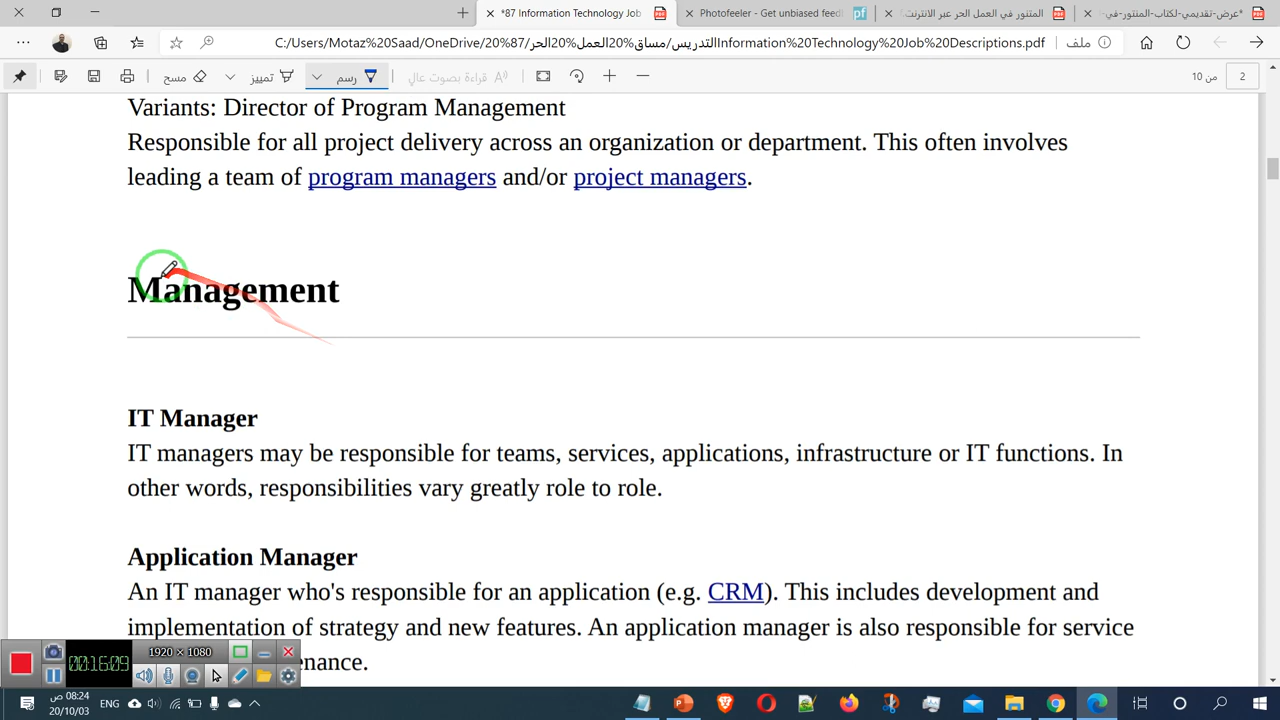 *87 Information Technology Job
Photofeeler - Get unbiased feedl
المتنور في العمل الحر عبر الانترنت
*عرض-تقديمي-لكتاب-المتنور-في-
C:/Users/Motaz%20Saad/OneDrive/التدريس/مساق%20العمل%20الحر/87%20Information%20Technology%20Job%20Descriptions.pdf
ملف
مسح
تمييز
رسم
قراءة بصوت عالٍ
من 10
2
Variants: Director of Program Management
Responsible for all project delivery across an organization or department. This often involves
leading a team of program managers and/or project managers.
Management
IT Manager
IT managers may be responsible for teams, services, applications, infrastructure or IT functions. In
other words, responsibilities vary greatly role to role.
Application Manager
An IT manager who's responsible for an application (e.g. CRM). This includes development and
implementation of strategy and new features. An application manager is also responsible for service
enance.
1920 × 1080
00:16:09
08:24 ص
20/10/03
ENG